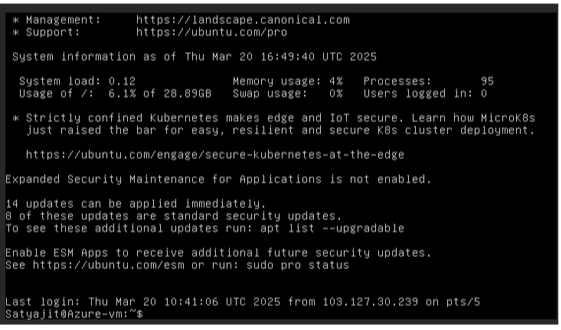 * Management: https://landscape.canonical.com
* Support: https://ubuntu.com/pro
System information as of Thu Mar 20 16:49:40 UTC 2025
System load: 0.12 Memory usage: 4% Processes: 95
Usage of /: 6.1% of 28.89GB Swap usage: 0% Users logged in: 0
* Strictly confined Kubernetes makes edge and IoT secure. Learn how MicroK8s
just raised the bar for easy, resilient and secure K8s cluster deployment.
https://ubuntu.com/engage/secure-kubernetes-at-the-edge
Expanded Security Maintenance for Applications is not enabled.
14 updates can be applied immediately.
8 of these updates are standard security updates.
To see these additional updates run: apt list --upgradable
Enable ESM Apps to receive additional future security updates.
See https://ubuntu.com/esm or run: sudo pro status
Last login: Thu Mar 20 10:41:06 UTC 2025 from 103.127.30.239 on pts/5
Satyajit@Azure-vm:~$